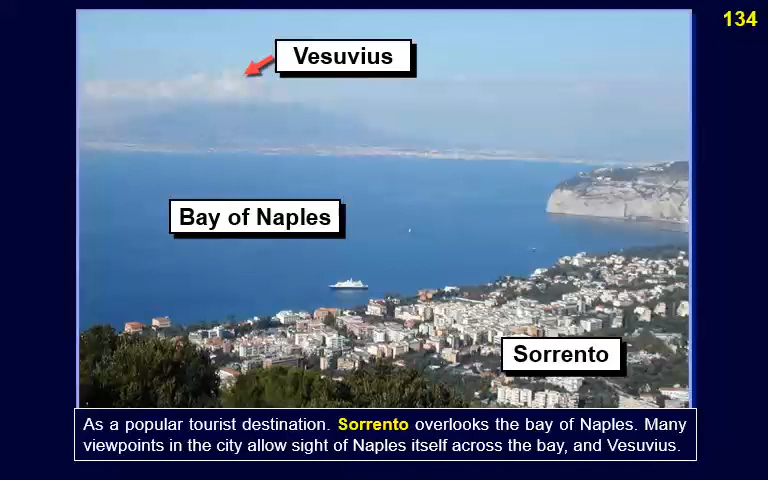 134
Vesuvius
Bay of Naples
Sorrento
As a popular tourist destination. Sorrento overlooks the bay of Naples. Many
viewpoints in the city allow sight of Naples itself across the bay, and Vesuvius.